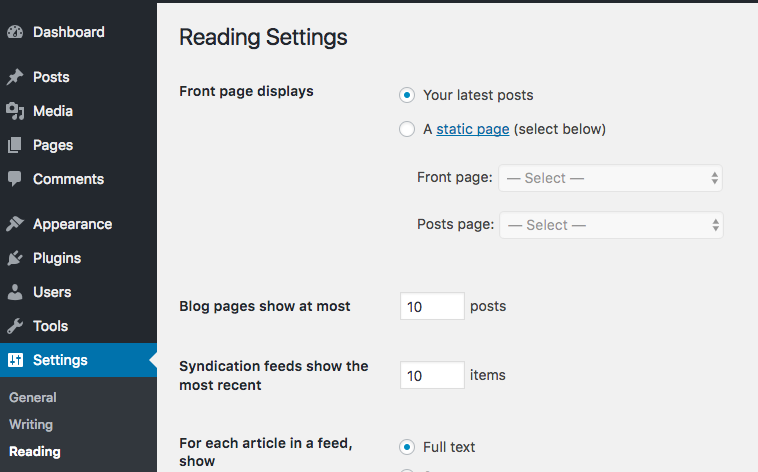 Dashboard
Posts
Media
Pages
Comments
Appearance
Plugins
Users
Tools
Settings
General
Writing
Reading
Reading Settings
Front page displays
Your latest posts
A static page (select below)
Front page: — Select —
Posts page: — Select —
Blog pages show at most 10 posts
Syndication feeds show the
most recent 10 items
For each article in a feed,
show
Full text